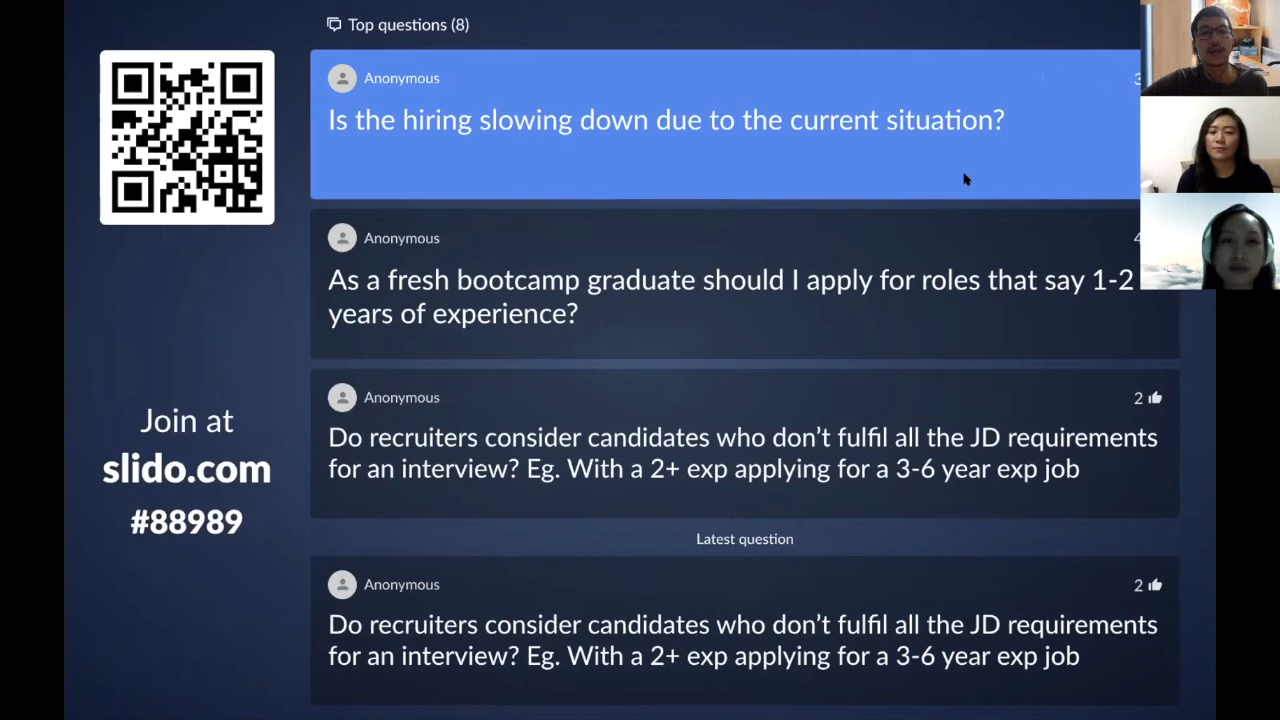 Top questions (8)
Anonymous
3
Is the hiring slowing down due to the current situation?
Anonymous
4
As a fresh bootcamp graduate should I apply for roles that say 1-2
years of experience?
Anonymous
2
Do recruiters consider candidates who don’t fulfil all the JD requirements
for an interview? Eg. With a 2+ exp applying for a 3-6 year exp job
Latest question
Anonymous
2
Do recruiters consider candidates who don’t fulfil all the JD requirements
for an interview? Eg. With a 2+ exp applying for a 3-6 year exp job
Join at
slido.com
#88989